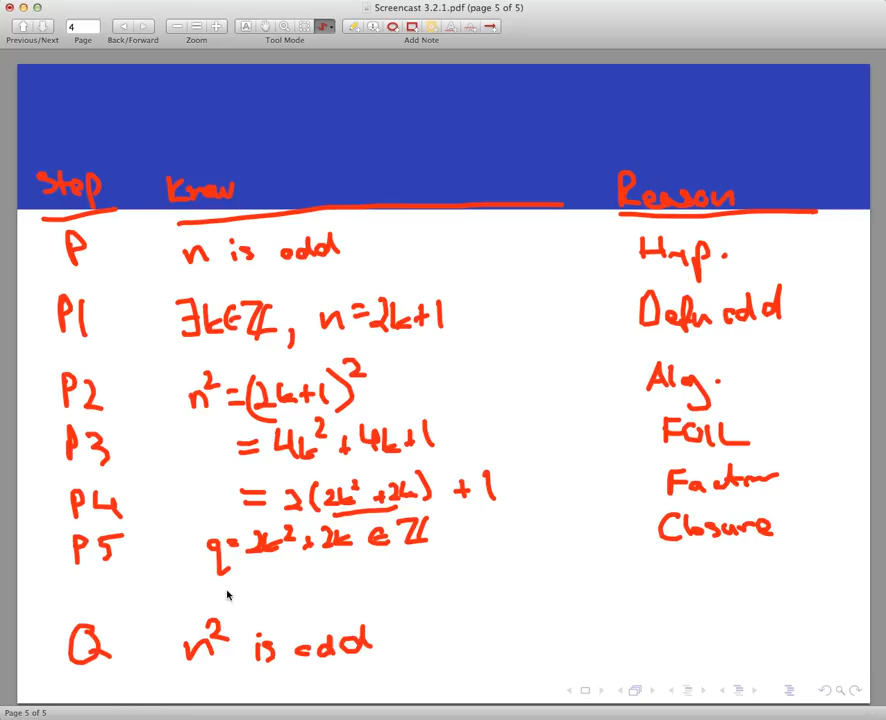 Screencast 3.2.1.pdf (page 5 of 5)
4
Previous/Next Page Back/Forward Zoom Tool Mode Add Note
Step Know Reason
P n is odd Hyp.
P1 ∃k∈ℤ, n=2k+1 Defn odd
P2 n² = (2k+1)² Alg.
P3 = 4k² + 4k+1 FOIL
P4 = 2(2k² +2k) + 1 Factor
P5 q = 2k² + 2k ∈ ℤ Closure
Q n² is odd
Page 5 of 5